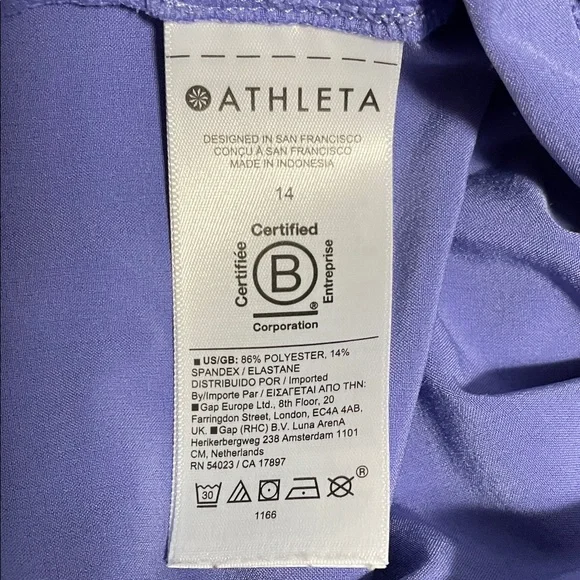 ATHLETA
DESIGNED IN SAN FRANCISCO
CONÇU À SAN FRANCISCO
MADE IN INDONESIA
14
Certified
Certifiée
B
Entreprise
®
Corporation
US/GB: 86% POLYESTER, 14%
SPANDEX / ELASTANE
DISTRIBUIDO POR / Imported
By/Importe Par / ΕΙΣΑΓΕΤΑΙ ΑΠΟ ΤΗΝ:
Gap Europe Ltd., 8th Floor, 20
Farringdon Street, London, EC4A 4AB,
UK. Gap (RHC) B.V. Luna ArenA
Herikerbergweg 238 Amsterdam 1101
CM, Netherlands
RN 54023 / CA 17897
30 ®
1166